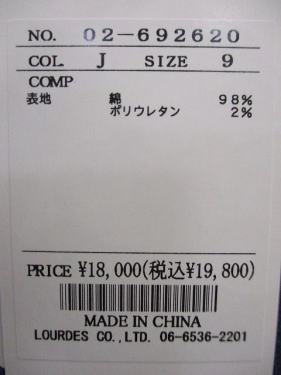 NO. 02-692620
COL. J SIZE 9
COMP
表地 綿 98%
ポリウレタン 2%
PRICE ¥18,000(税込¥19,800)
MADE IN CHINA
LOURDES CO.,LTD. 06-6536-2201